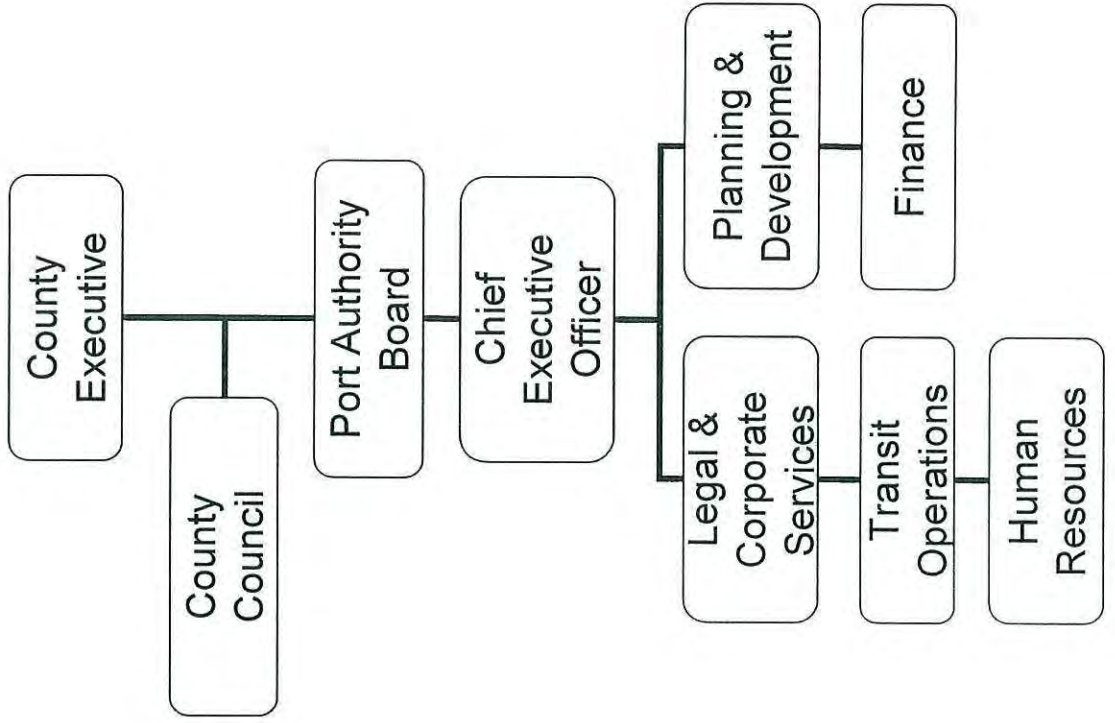 County
Executive
County
Council
Port Authority
Board
Chief
Executive
Officer
Legal &
Corporate
Services
Planning &
Development
Transit
Operations
Finance
Human
Resources